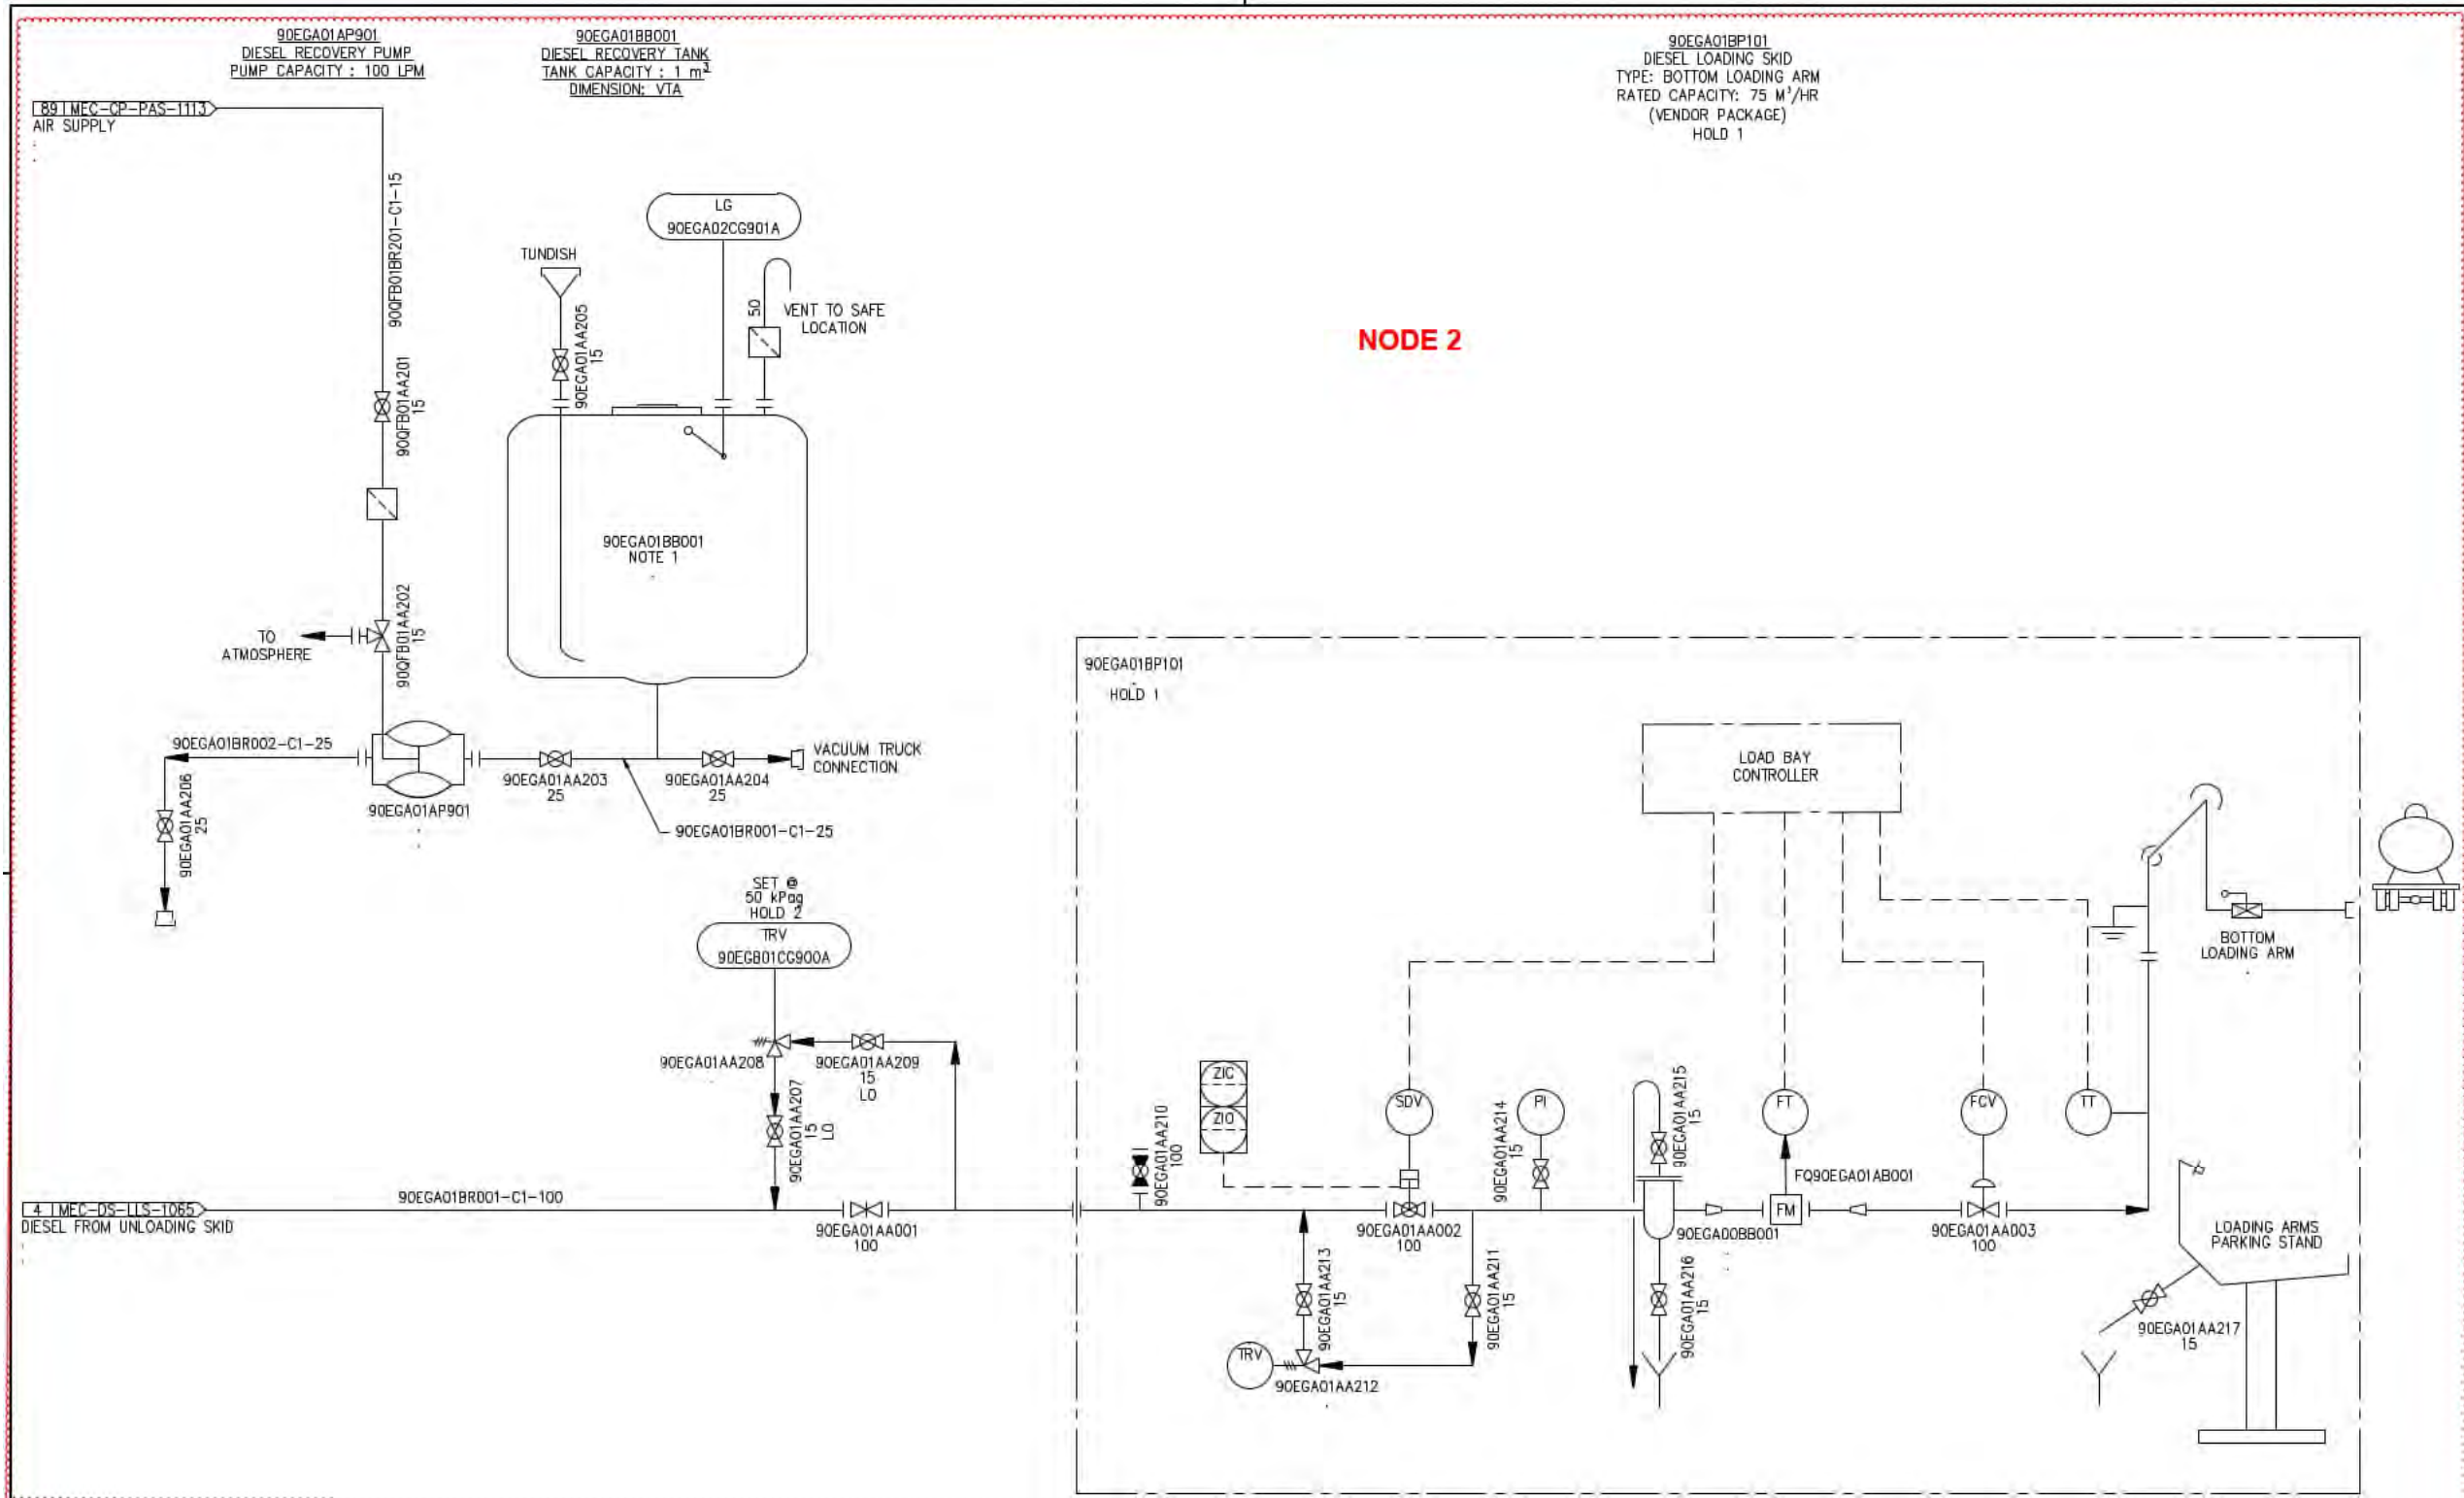 90EGA01AP901
DIESEL RECOVERY PUMP
PUMP CAPACITY : 100 LPM
90EGA01BB001
DIESEL RECOVERY TANK
TANK CAPACITY : 1 m³
DIMENSION: VTA
90EGA01BP101
DIESEL LOADING SKID
TYPE: BOTTOM LOADING ARM
RATED CAPACITY: 75 M³/HR
(VENDOR PACKAGE)
HOLD 1
89 MEC-CP-PAS-1113
AIR SUPPLY
90QFB01BR201-C1-15
LG
90EGA02CG901A
TUNDISH
50
VENT TO SAFE
LOCATION
90EGA01AA205
15
NODE 2
90QFB01AA201
15
90EGA01BB001
NOTE 1
90QFB01AA202
15
TO
ATMOSPHERE
90EGA01BR002-C1-25
90EGA01AA206
25
90EGA01AP901
90EGA01AA203
25
90EGA01AA204
25
VACUUM TRUCK
CONNECTION
90EGA01BR001-C1-25
90EGA01BP101
HOLD 1
LOAD BAY
CONTROLLER
SET @
50 kPag
HOLD 2
TRV
90EGB01CG900A
90EGA01AA208
90EGA01AA209
15
LO
90EGA01AA207
15
LO
BOTTOM
LOADING ARM
ZIC
ZIO
SDV
PI
FT
FCV
TT
90EGA01AA210
100
90EGA01AA214
15
90EGA01AA215
15
FQ90EGA01AB001
4 MEC-DS-LLS-1065
DIESEL FROM UNLOADING SKID
90EGA01BR001-C1-100
90EGA01AA001
100
90EGA01AA002
100
90EGA00BB001
FM
90EGA01AA003
100
LOADING ARMS
PARKING STAND
90EGA01AA213
15
90EGA01AA211
15
90EGA01AA216
15
90EGA01AA217
15
TRV
90EGA01AA212